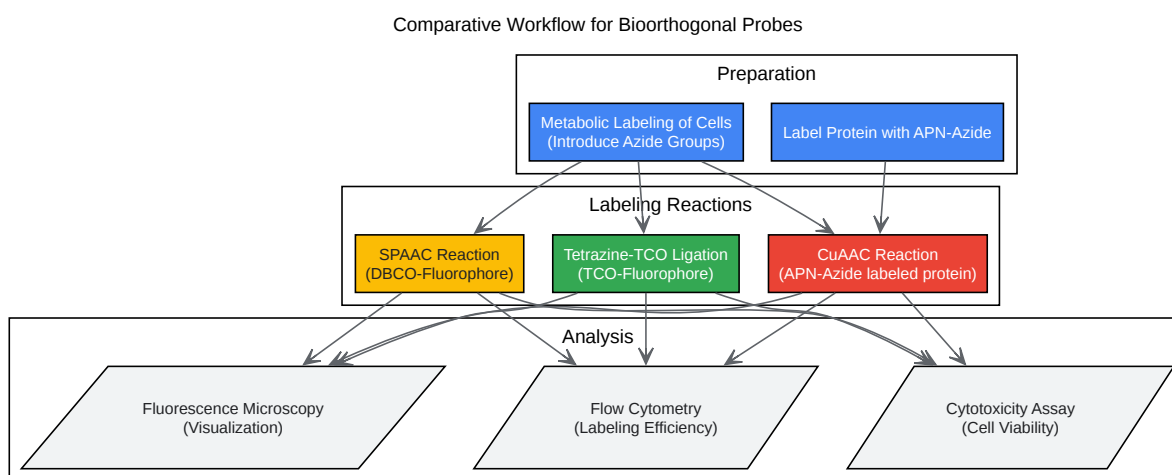 Comparative Workflow for Bioorthogonal Probes
Preparation
Metabolic Labeling of Cells
(Introduce Azide Groups)
Label Protein with APN-Azide
Labeling Reactions
SPAAC Reaction
(DBCO-Fluorophore)
Tetrazine-TCO Ligation
(TCO-Fluorophore)
CuAAC Reaction
(APN-Azide labeled protein)
Analysis
Fluorescence Microscopy
(Visualization)
Flow Cytometry
(Labeling Efficiency)
Cytotoxicity Assay
(Cell Viability)